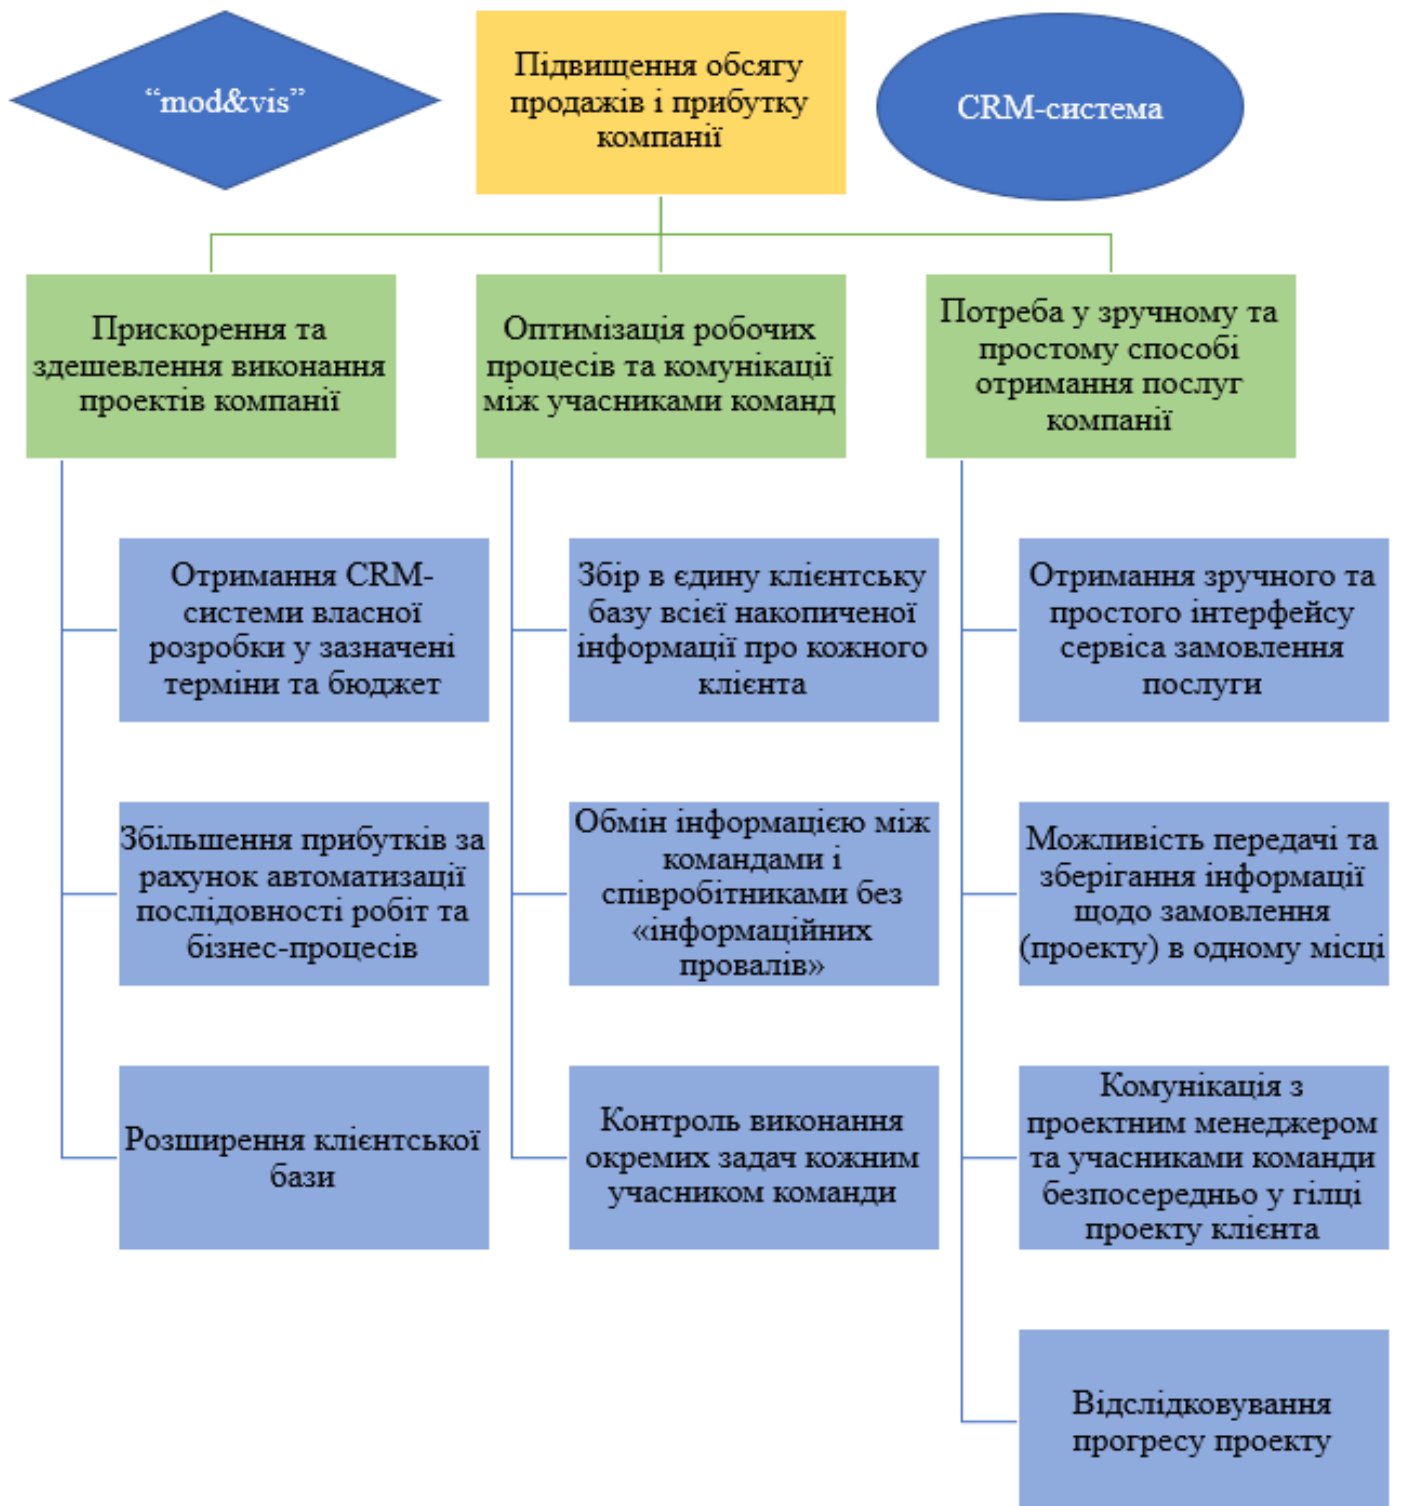 “mod&vis”
Підвищення обсягу
продажів і прибутку
компанії
CRM-система
Прискорення та
здешевлення виконання
проектів компанії
Оптимізація робочих
процесів та комунікації
між учасниками команд
Потреба у зручному та
простому способі
отримання послуг
компанії
Отримання CRM-
системи власної
розробки у зазначені
терміни та бюджет
Збільшення прибутків за
рахунок автоматизації
послідовності робіт та
бізнес-процесів
Розширення клієнтської
бази
Збір в єдину клієнтську
базу всієї накопиченої
інформації про кожного
клієнта
Обмін інформацією між
командами і
співробітниками без
«інформаційних
провалів»
Контроль виконання
окремих задач кожним
учасником команди
Отримання зручного та
простого інтерфейсу
сервіса замовлення
послуги
Можливість передачі та
зберігання інформації
щодо замовлення
(проекту) в одному місці
Комунікація з
проектним менеджером
та учасниками команди
безпосередньо у гілці
проекту клієнта
Відслідковування
прогресу проекту